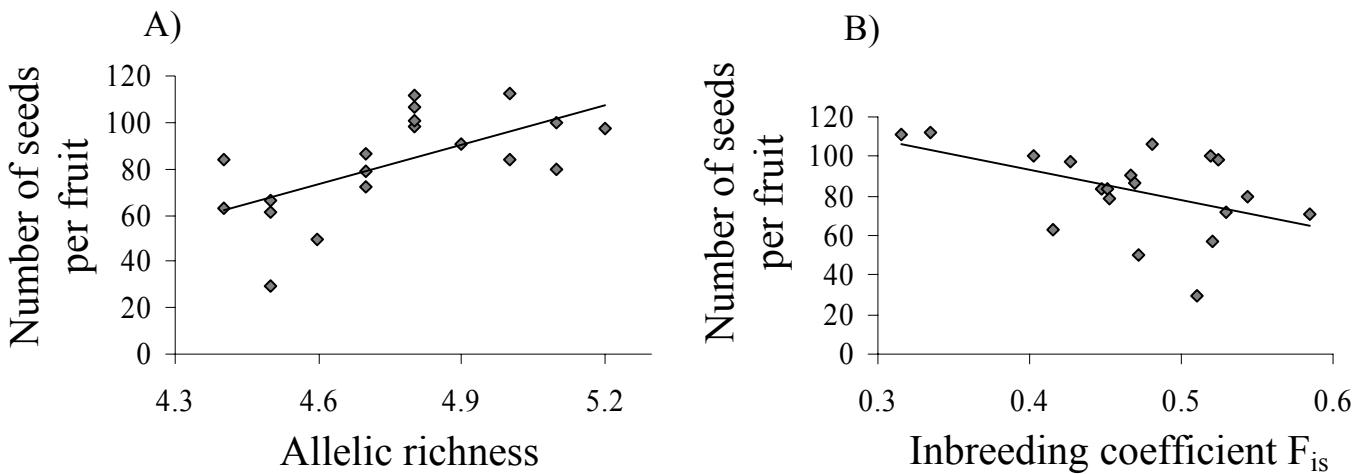 A)
Number of seeds
per fruit
120
100
80
60
40
20
0
4.3 4.6 4.9 5.2
Allelic richness
B)
Number of seeds
per fruit
120
100
80
60
40
20
0
0.3 0.4 0.5 0.6
Inbreeding coefficient Fis